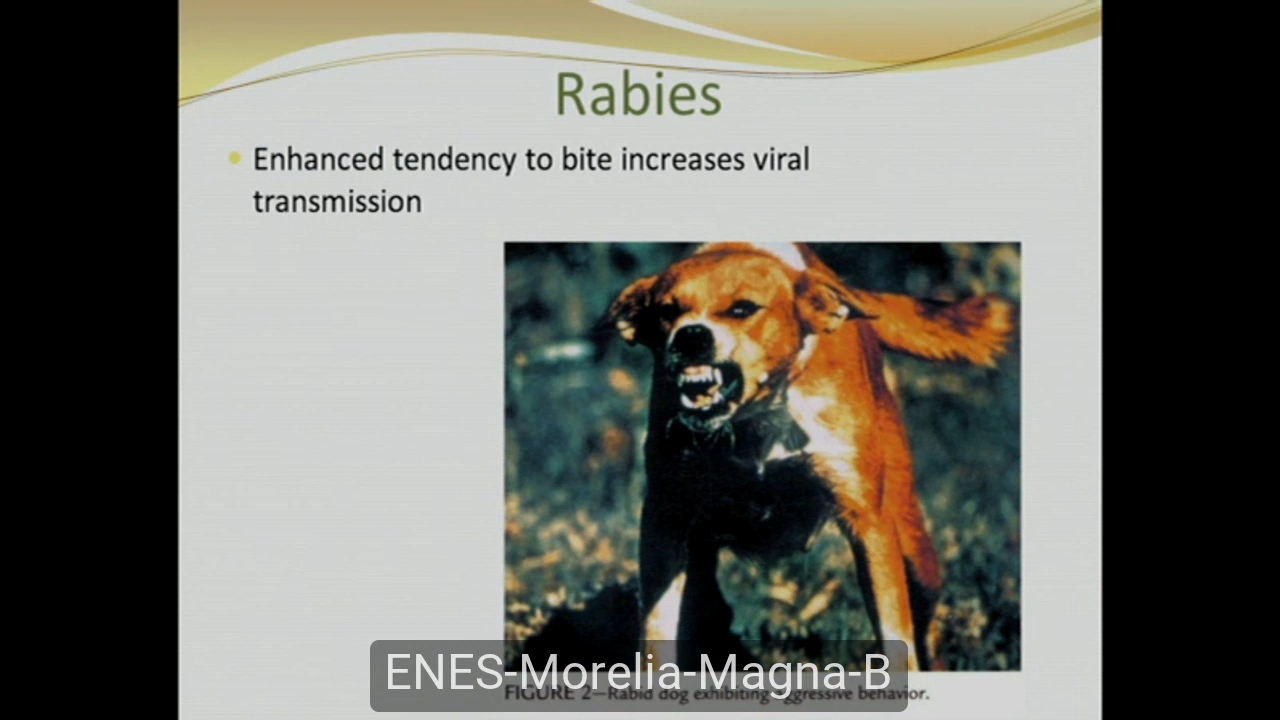 Rabies
Enhanced tendency to bite increases viral
transmission
ENES-Morelia-Magna-B
FIGURE 2—Rabid dog exhibiting aggressive behavior.